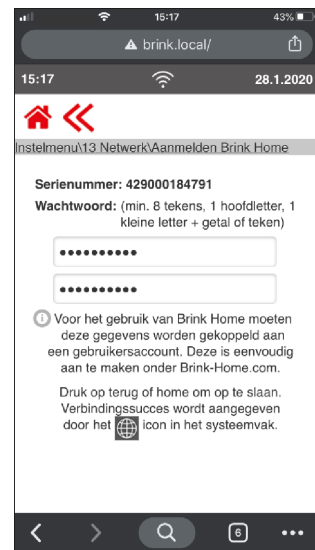 15:17
43%
brink.local/
15:17
28.1.2020
Instelmenu\13 Netwerk\Aanmelden Brink Home
Serienummer: 429000184791
Wachtwoord: (min. 8 tekens, 1 hoofdletter, 1
kleine letter + getal of teken)
••••••••••
••••••••••
Voor het gebruik van Brink Home moeten
deze gegevens worden gekoppeld aan
een gebruikersaccount. Deze is eenvoudig
aan te maken onder Brink-Home.com.
Druk op terug of home om op te slaan.
Verbindingssucces wordt aangegeven
door het icon in het systeemvak.
6